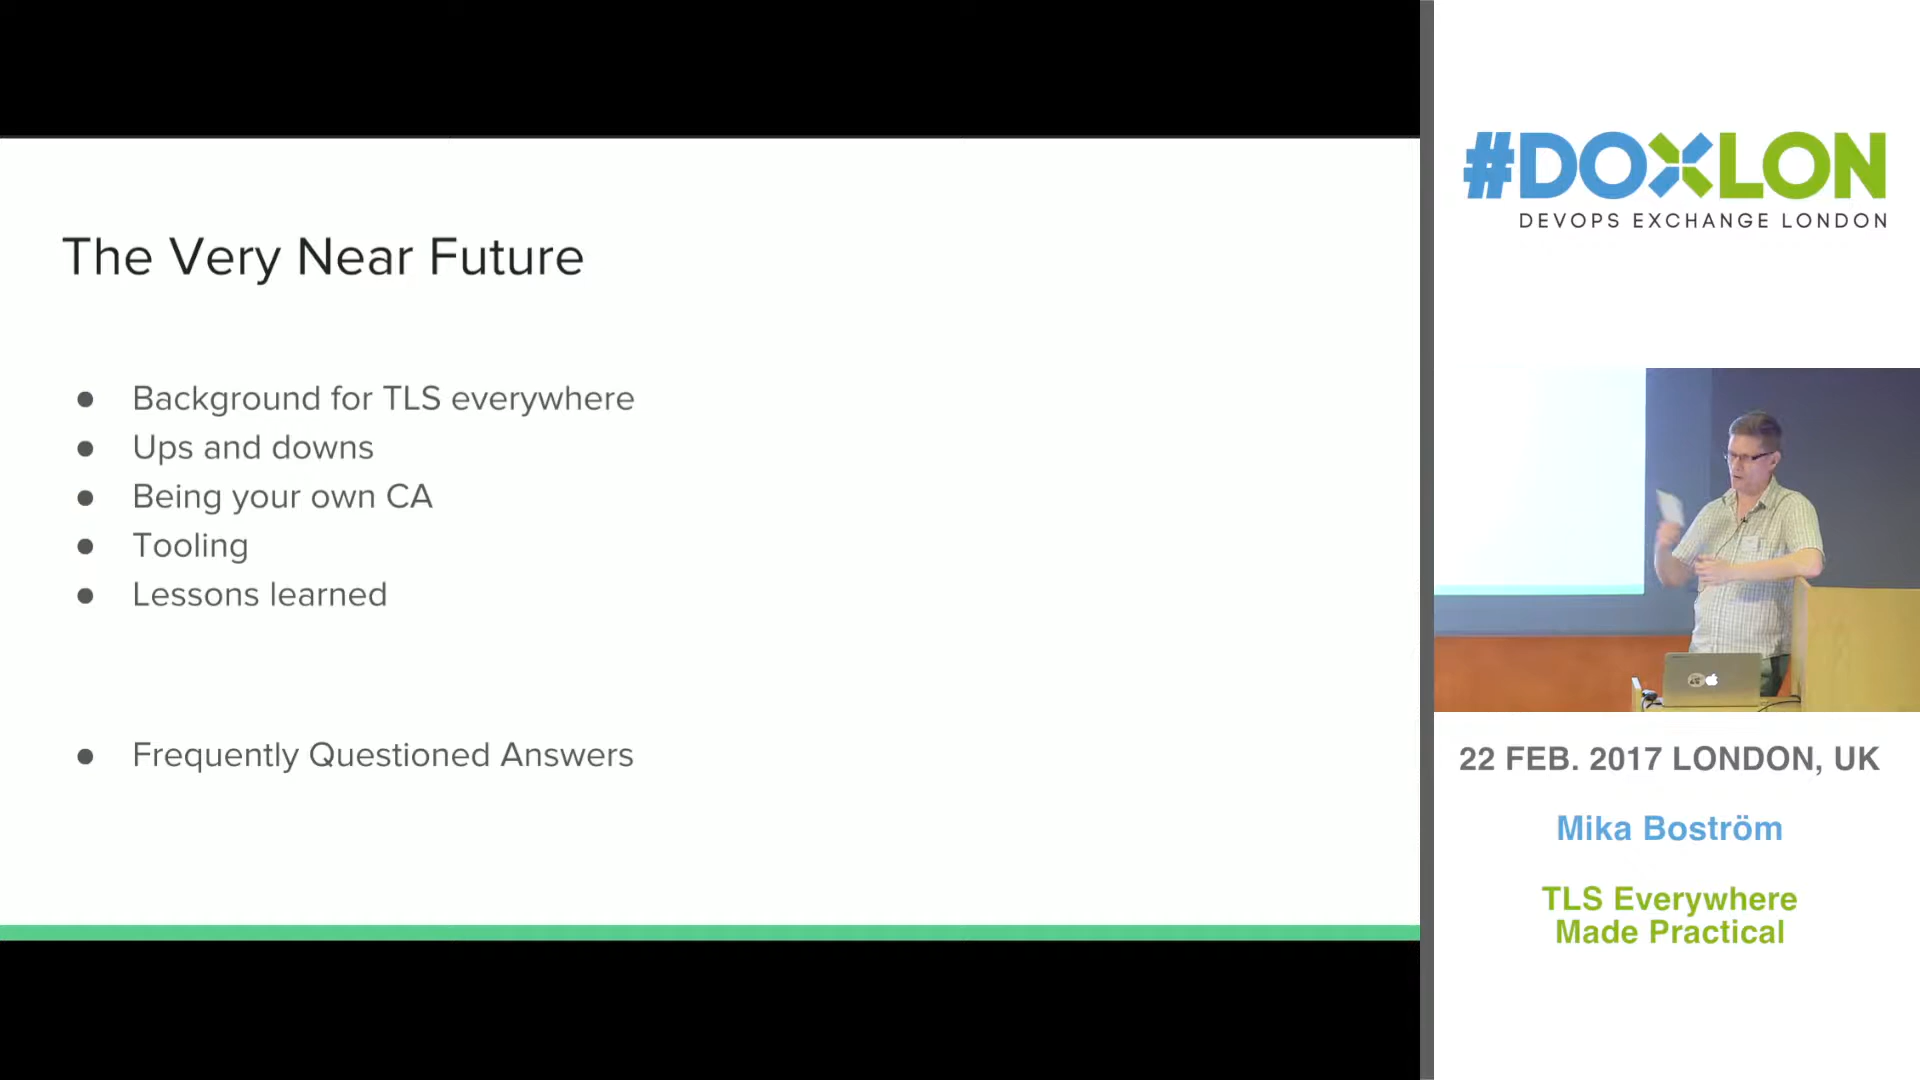 The Very Near Future
● Background for TLS everywhere
● Ups and downs
● Being your own CA
● Tooling
● Lessons learned
● Frequently Questioned Answers
#DOXLON
DEVOPS EXCHANGE LONDON
22 FEB. 2017 LONDON, UK
Mika Boström
TLS Everywhere
Made Practical